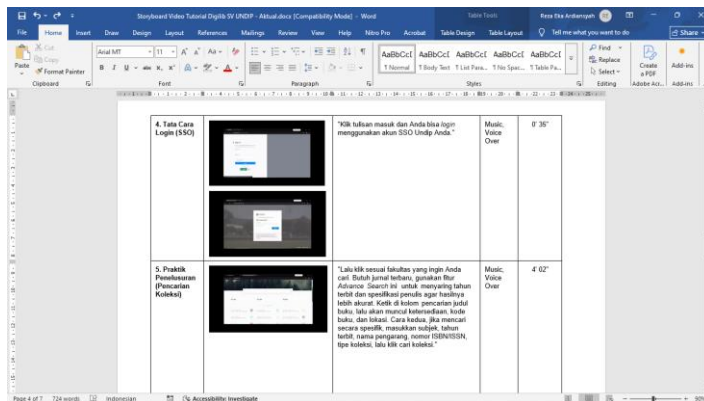 Storyboard Video Tutorial Digilib SV UNDIP - Aktual.docx [Compatibility Mode] - Word
Table Tools
Reza Eka Ardiansyah
File Home Insert Draw Design Layout References Mailings Review View Help Nitro Pro Acrobat Table Design Table Layout Tell me what you want to do Share
Paste
Cut
Copy
Format Painter
Clipboard
Arial MT 11
Font
Paragraph
AaBbCcI AaBbCcI AaBbCcI AaBbCcI AaBbCcI
¶ Normal ¶ Body Text ¶ List Para... ¶ No Spac... ¶ Table Pa...
Styles
Find
Replace
Select
Editing
Create a PDF
Adobe Acr...
Add-ins
Add-ins
4. Tata Cara
Login (SSO)
"Klik tulisan masuk dan Anda bisa login
menggunakan akun SSO Undip Anda."
Music,
Voice
Over
0' 36"
5. Praktik
Penelusuran
(Pencarian
Koleksi)
"Lalu klik sesuai fakultas yang ingin Anda
cari. Butuh jurnal terbaru, gunakan fitur
Advance Search ini untuk menyaring tahun
terbit dan spesifikasi penulis agar hasilnya
lebih akurat. Ketik di kolom pencarian judul
buku, lalu akan muncul ketersediaan, kode
buku, dan lokasi. Cara kedua, jika mencari
secara spesifik, masukkan subjek, tahun
terbit, nama pengarang, nomor ISBN/ISSN,
tipe koleksi, lalu klik cari koleksi."
Music,
Voice
Over
4' 02"
Page 4 of 7 724 words Indonesian Accessibility: Investigate 90%